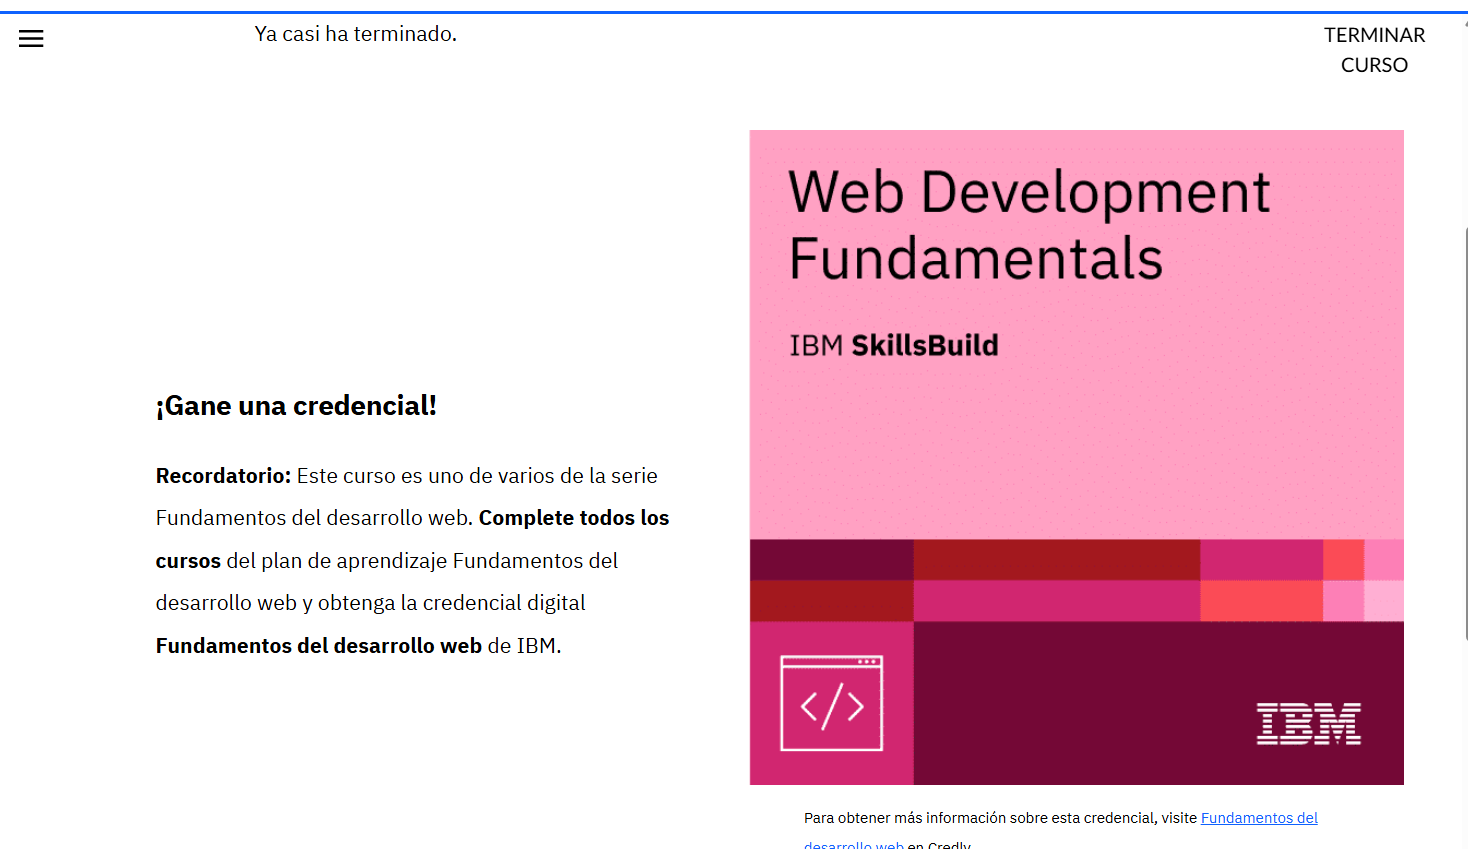 Ya casi ha terminado.
TERMINAR
CURSO
¡Gane una credencial!
Recordatorio: Este curso es uno de varios de la serie
Fundamentos del desarrollo web. Complete todos los
cursos del plan de aprendizaje Fundamentos del
desarrollo web y obtenga la credencial digital
Fundamentos del desarrollo web de IBM.
Web Development
Fundamentals
IBM SkillsBuild
</>
IBM
Para obtener más información sobre esta credencial, visite Fundamentos del
desarrollo web en Credly